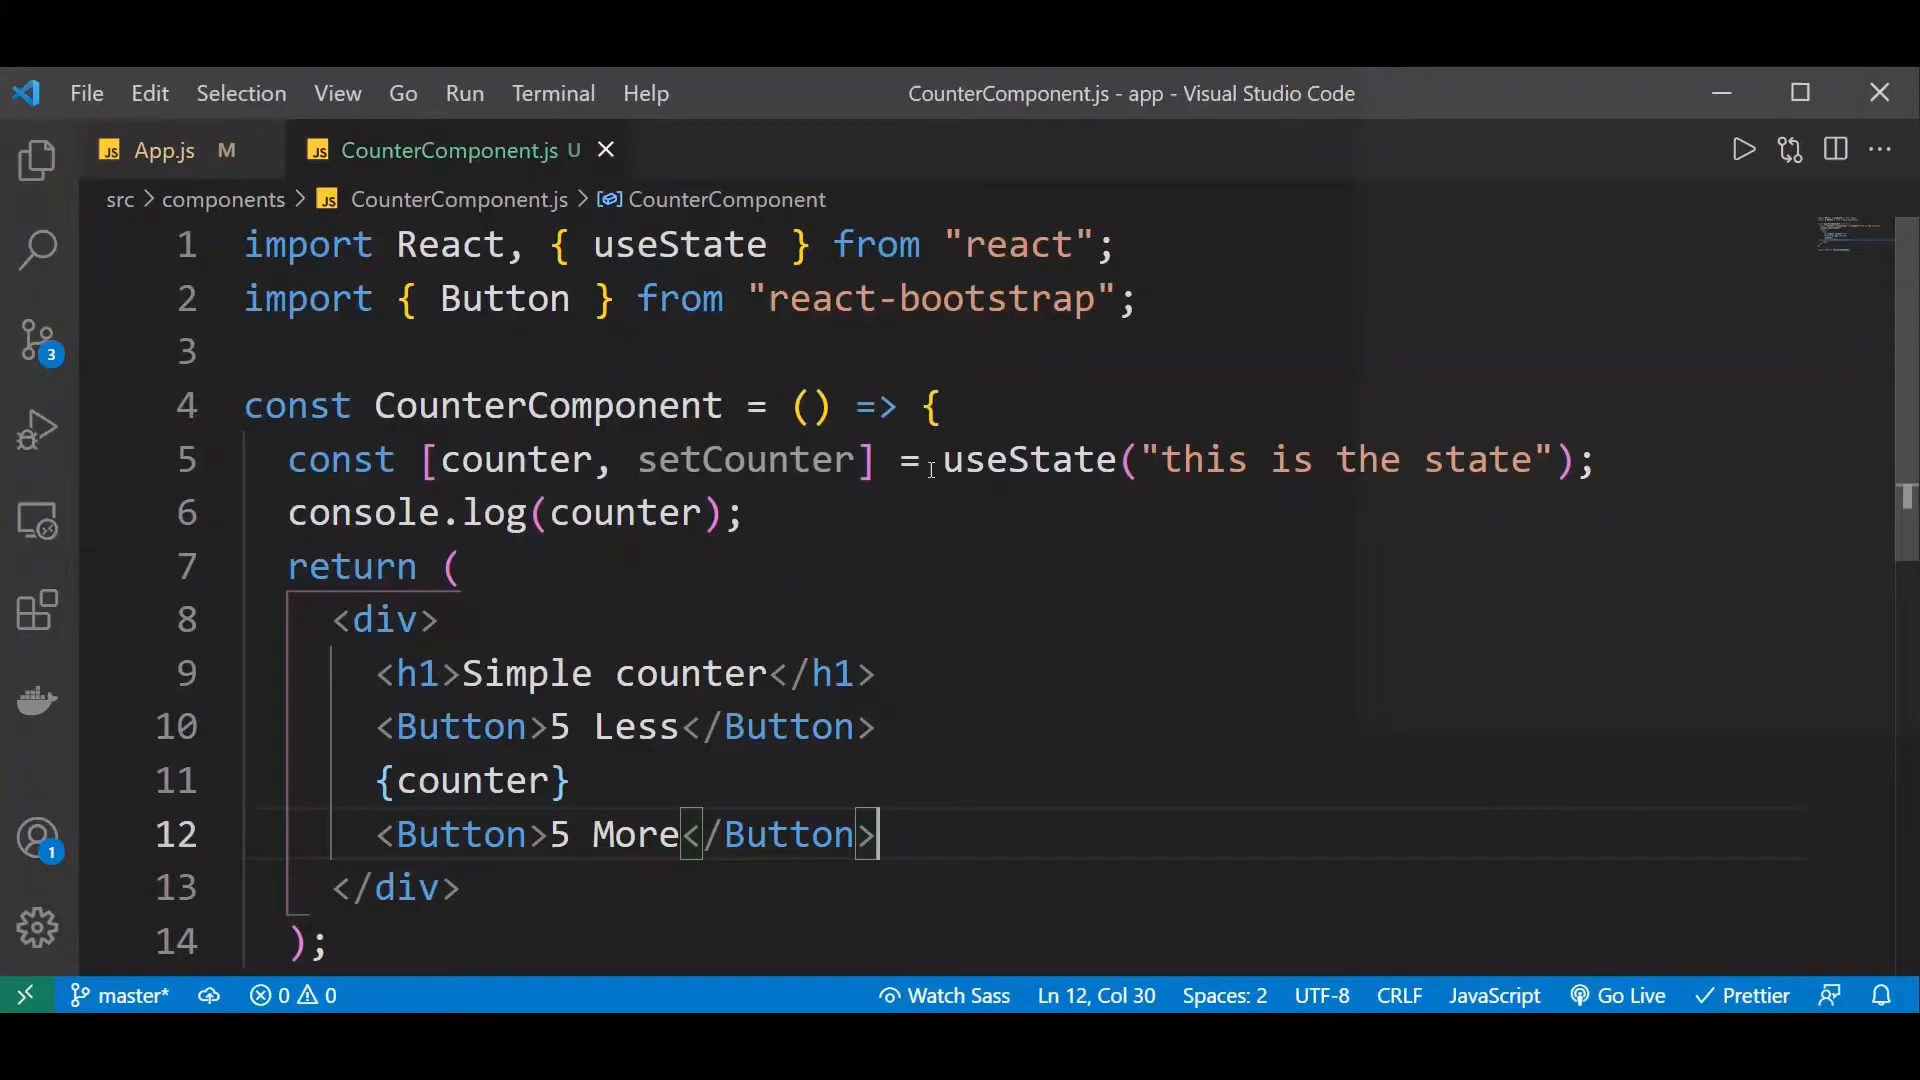 File Edit Selection View Go Run Terminal Help CounterComponent.js - app - Visual Studio Code
JS App.js M JS CounterComponent.js U
src > components > JS CounterComponent.js > CounterComponent
1 import React, { useState } from "react";
2 import { Button } from "react-bootstrap";
3
4 const CounterComponent = () => {
5 const [counter, setCounter] = useState("this is the state");
6 console.log(counter);
7 return (
8 <div>
9 <h1>Simple counter</h1>
10 <Button>5 Less</Button>
11 {counter}
12 <Button>5 More</Button>
13 </div>
14 );
3
1
master* 0 0 Watch Sass Ln 12, Col 30 Spaces: 2 UTF-8 CRLF JavaScript Go Live Prettier